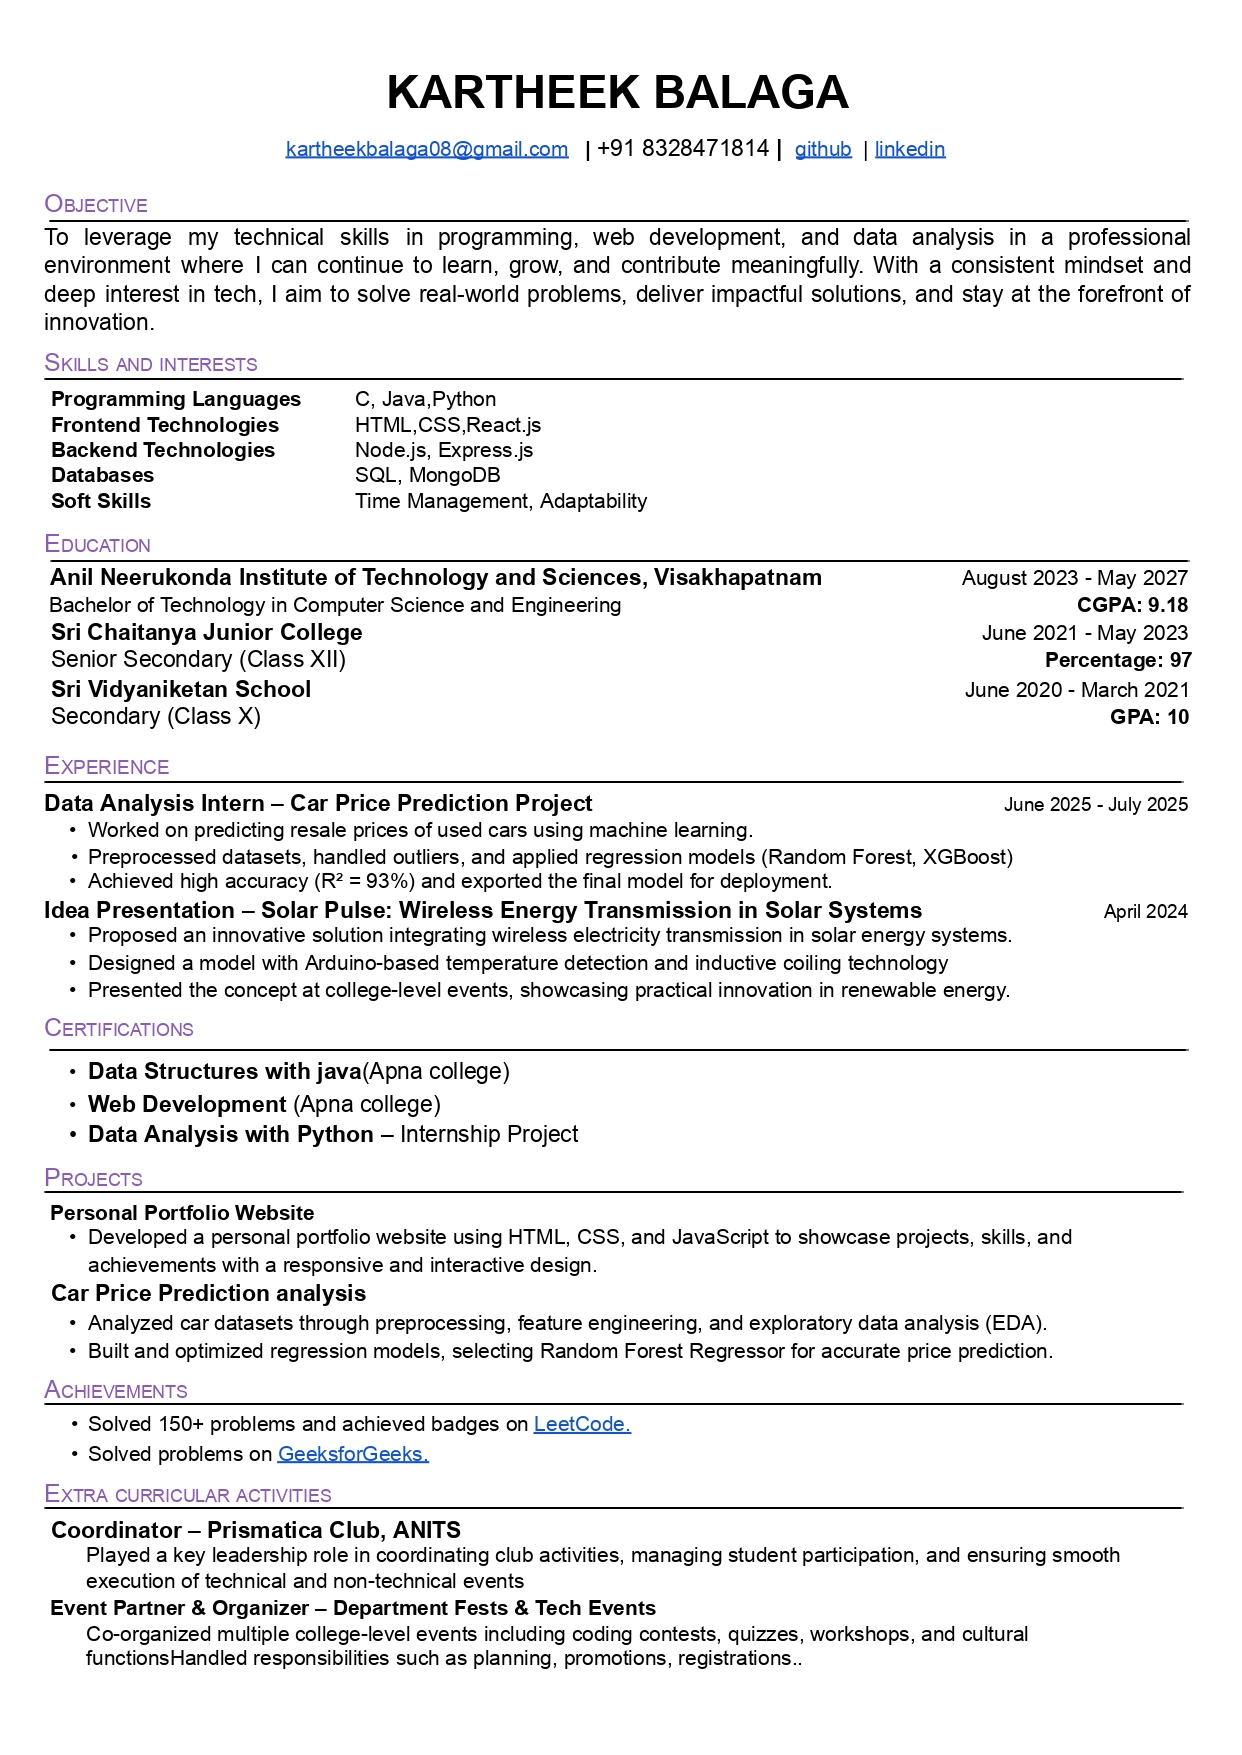 KARTHEEK BALAGA
kartheekbalaga08@gmail.com | +91 8328471814 | github | linkedin
OBJECTIVE
To leverage my technical skills in programming, web development, and data analysis in a professional
environment where I can continue to learn, grow, and contribute meaningfully. With a consistent mindset and
deep interest in tech, I aim to solve real-world problems, deliver impactful solutions, and stay at the forefront of
innovation.
SKILLS AND INTERESTS
Programming Languages C, Java,Python
Frontend Technologies HTML,CSS,React.js
Backend Technologies Node.js, Express.js
Databases SQL, MongoDB
Soft Skills Time Management, Adaptability
EDUCATION
Anil Neerukonda Institute of Technology and Sciences, Visakhapatnam August 2023 - May 2027
Bachelor of Technology in Computer Science and Engineering CGPA: 9.18
Sri Chaitanya Junior College June 2021 - May 2023
Senior Secondary (Class XII) Percentage: 97
Sri Vidyaniketan School June 2020 - March 2021
Secondary (Class X) GPA: 10
EXPERIENCE
Data Analysis Intern – Car Price Prediction Project June 2025 - July 2025
• Worked on predicting resale prices of used cars using machine learning.
• Preprocessed datasets, handled outliers, and applied regression models (Random Forest, XGBoost)
• Achieved high accuracy (R² = 93%) and exported the final model for deployment.
Idea Presentation – Solar Pulse: Wireless Energy Transmission in Solar Systems April 2024
• Proposed an innovative solution integrating wireless electricity transmission in solar energy systems.
• Designed a model with Arduino-based temperature detection and inductive coiling technology
• Presented the concept at college-level events, showcasing practical innovation in renewable energy.
CERTIFICATIONS
• Data Structures with java(Apna college)
• Web Development (Apna college)
• Data Analysis with Python – Internship Project
PROJECTS
Personal Portfolio Website
• Developed a personal portfolio website using HTML, CSS, and JavaScript to showcase projects, skills, and
achievements with a responsive and interactive design.
Car Price Prediction analysis
• Analyzed car datasets through preprocessing, feature engineering, and exploratory data analysis (EDA).
• Built and optimized regression models, selecting Random Forest Regressor for accurate price prediction.
ACHIEVEMENTS
• Solved 150+ problems and achieved badges on LeetCode.
• Solved problems on GeeksforGeeks.
EXTRA CURRICULAR ACTIVITIES
Coordinator – Prismatica Club, ANITS
Played a key leadership role in coordinating club activities, managing student participation, and ensuring smooth
execution of technical and non-technical events
Event Partner & Organizer – Department Fests & Tech Events
Co-organized multiple college-level events including coding contests, quizzes, workshops, and cultural
functionsHandled responsibilities such as planning, promotions, registrations..